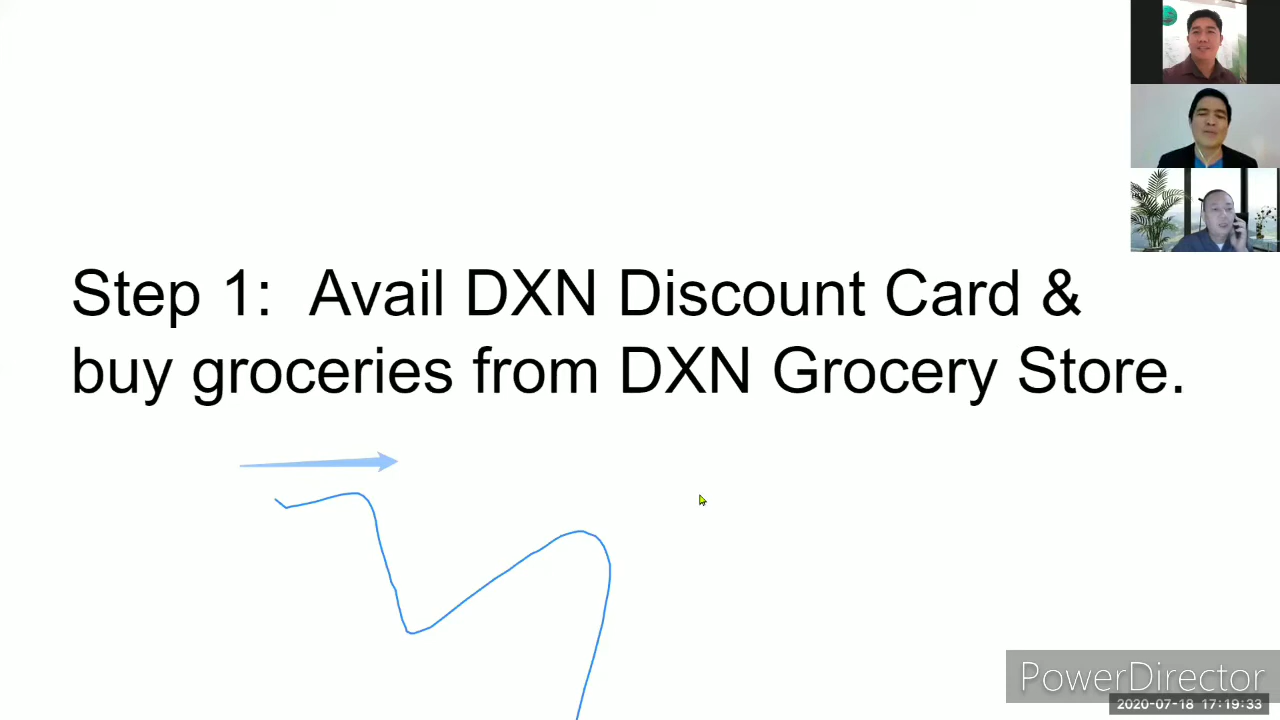 Step 1:  Avail DXN Discount Card &
buy groceries from DXN Grocery Store.
PowerDirector
2020-07-18 17:19:33